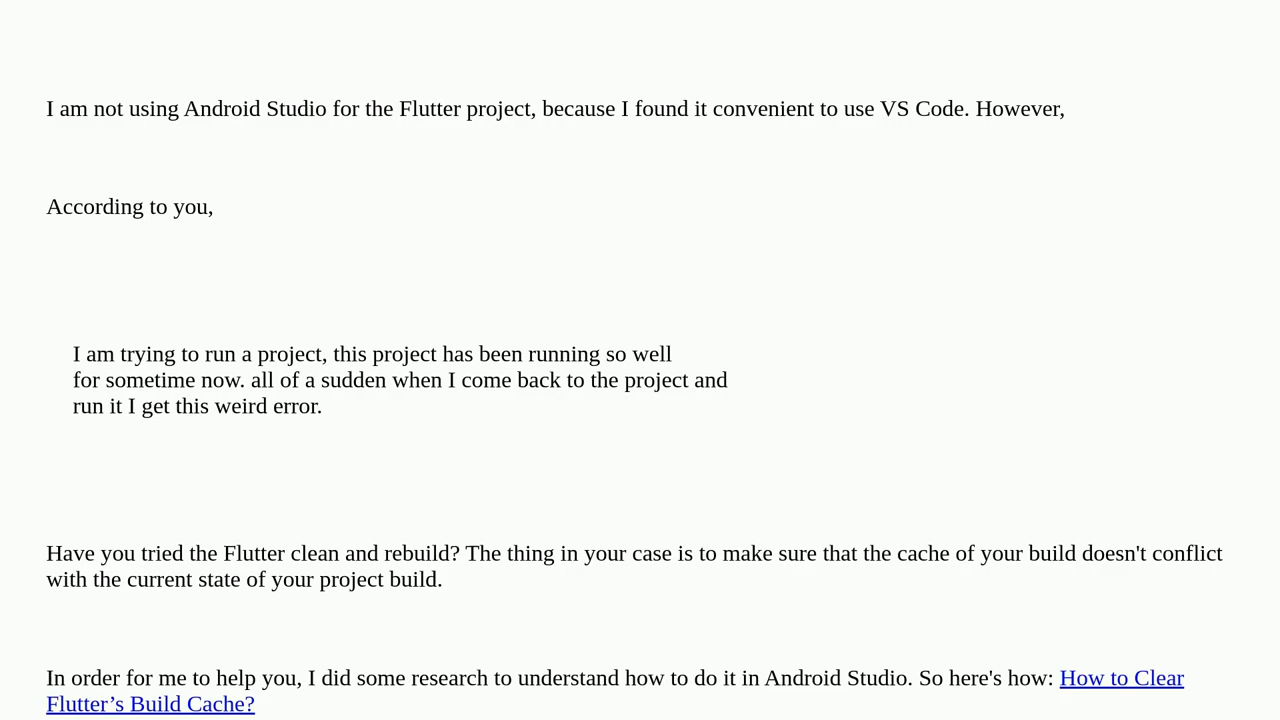 I am not using Android Studio for the Flutter project, because I found it convenient to use VS Code. However,
According to you,
I am trying to run a project, this project has been running so well
for sometime now. all of a sudden when I come back to the project and
run it I get this weird error.
Have you tried the Flutter clean and rebuild? The thing in your case is to make sure that the cache of your build doesn't conflict
with the current state of your project build.
In order for me to help you, I did some research to understand how to do it in Android Studio. So here's how: How to Clear
Flutter’s Build Cache?